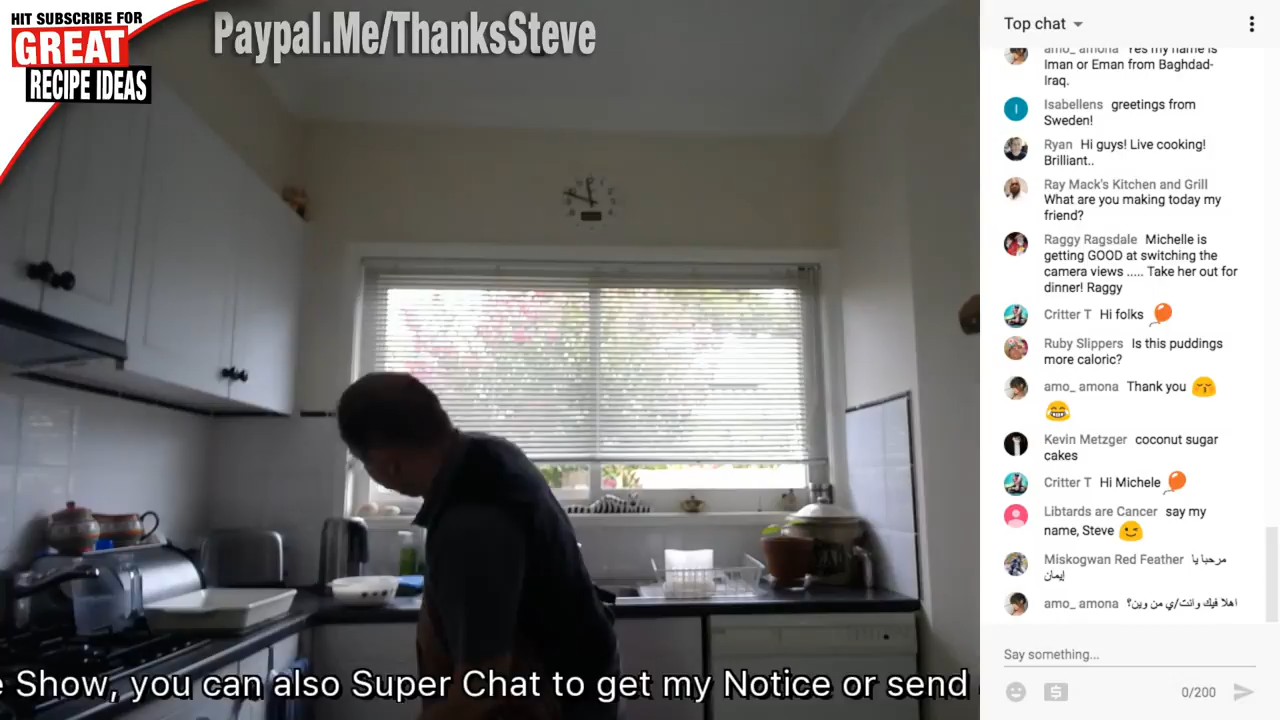 HIT SUBSCRIBE FOR
GREAT
RECIPE IDEAS
Paypal.Me/ThanksSteve
Show, you can also Super Chat to get my Notice or send
Top chat
amo_ amona Yes my name is
Iman or Eman from Baghdad-
Iraq.
Isabellens greetings from
Sweden!
Ryan Hi guys! Live cooking!
Brilliant..
Ray Mack's Kitchen and Grill
What are you making today my
friend?
Raggy Ragsdale Michelle is
getting GOOD at switching the
camera views ..... Take her out for
dinner! Raggy
Critter T Hi folks
Ruby Slippers Is this puddings
more caloric?
amo_ amona Thank you
Kevin Metzger coconut sugar
cakes
Critter T Hi Michele
Libtards are Cancer say my
name, Steve
Miskogwan Red Feather مرحبا يا
إيمان
amo_ amona اهلا فيك وانت/ي من وين؟
Say something...
0/200